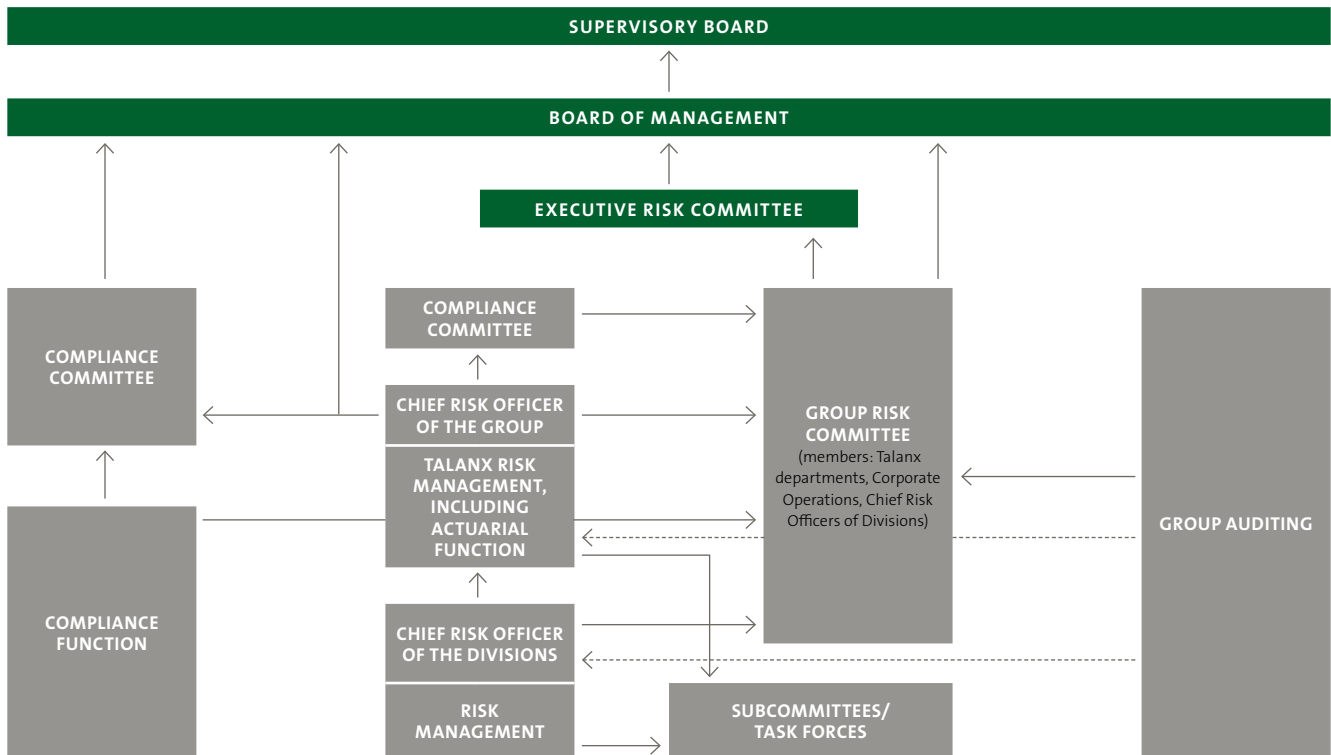 SUPERVISORY BOARD
BOARD OF MANAGEMENT
EXECUTIVE RISK COMMITTEE
COMPLIANCE
COMMITTEE
COMPLIANCE
FUNCTION
COMPLIANCE
COMMITTEE
CHIEF RISK OFFICER
OF THE GROUP
TALANX RISK
MANAGEMENT,
INCLUDING
ACTUARIAL
FUNCTION
CHIEF RISK OFFICER
OF THE DIVISIONS
RISK
MANAGEMENT
GROUP RISK
COMMITTEE
(members: Talanx
departments, Corporate
Operations, Chief Risk
Officers of Divisions)
SUBCOMMITTEES/
TASK FORCES
GROUP AUDITING